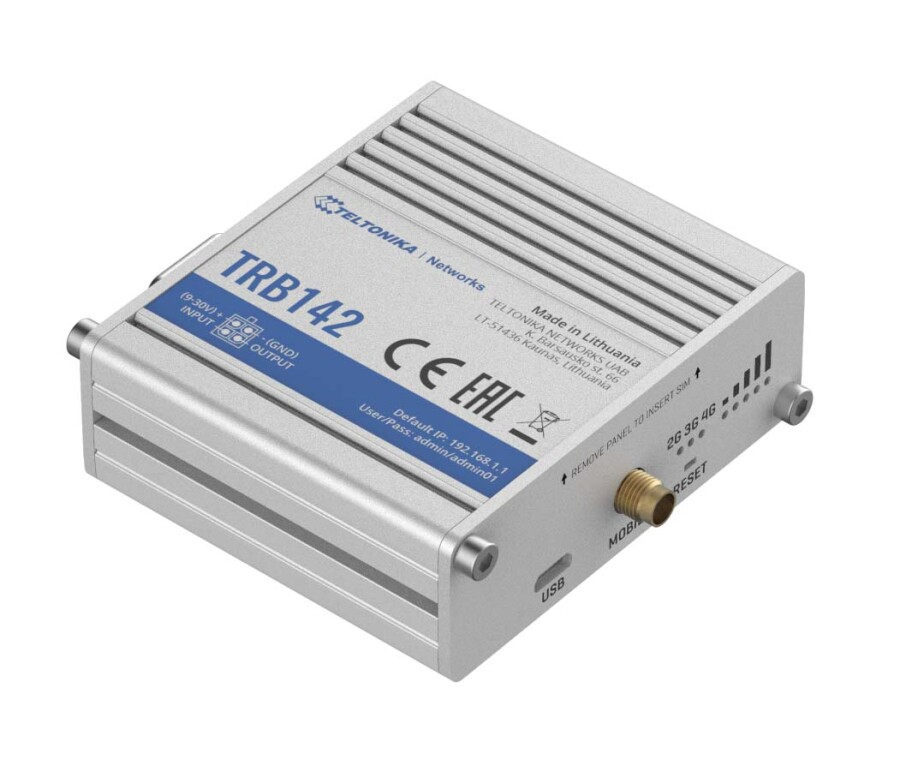 TELTONIKA | Networks
TRB142
Made in Lithuania
TELTONIKA NETWORKS UAB
K. Barsausko st. 66
LT-51436 Kaunas, Lithuania
(9-30V) +
INPUT
- (GND)
OUTPUT
CE EAC
Default IP: 192.168.1.1
User/Pass: admin/admin01
REMOVE PANEL TO INSERT SIM
2G 3G 4G
RESET
USB